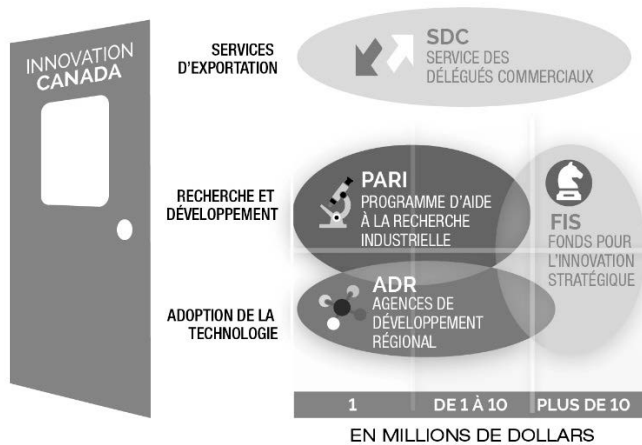 INNOVATION
CANADA
SERVICES
D'EXPORTATION
SDC
SERVICE DES
DÉLÉGUÉS COMMERCIAUX
RECHERCHE ET
DÉVELOPPEMENT
PARI
PROGRAMME D'AIDE
À LA RECHERCHE
INDUSTRIELLE
FIS
FONDS POUR
L'INNOVATION
STRATÉGIQUE
ADOPTION DE LA
TECHNOLOGIE
ADR
AGENCES DE
DÉVELOPPEMENT
RÉGIONAL
1 DE 1 À 10 PLUS DE 10
EN MILLIONS DE DOLLARS